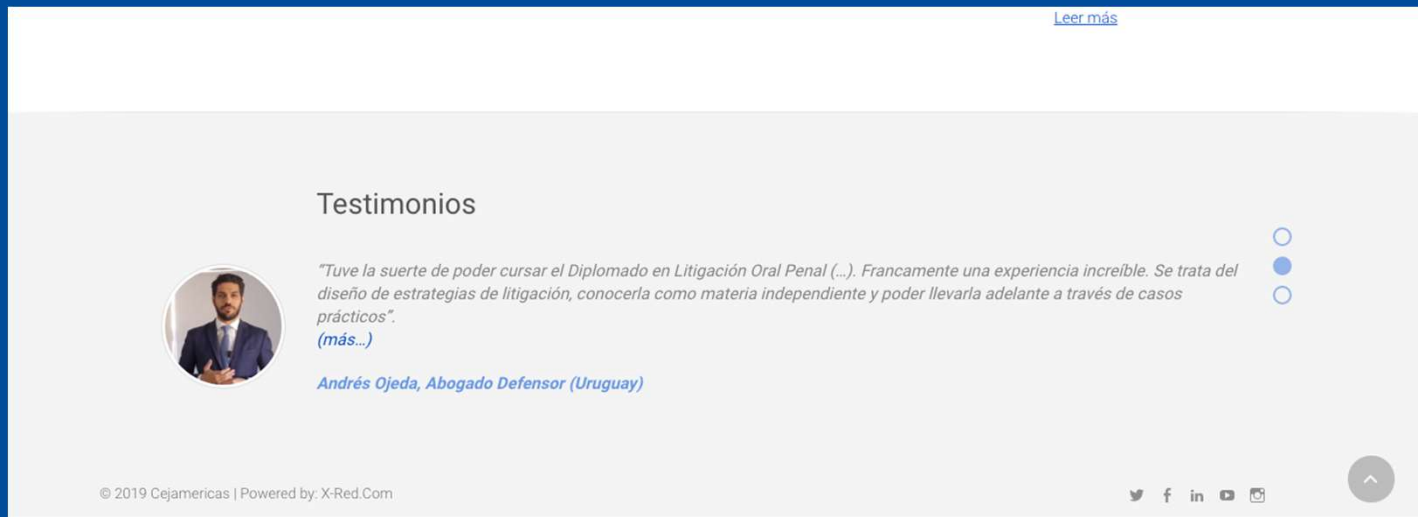 Leer más
Testimonios
“Tuve la suerte de poder cursar el Diplomado en Litigación Oral Penal (...). Francamente una experiencia increíble. Se trata del
diseño de estrategias de litigación, conocerla como materia independiente y poder llevarla adelante a través de casos
prácticos”.
(más...)
Andrés Ojeda, Abogado Defensor (Uruguay)
© 2019 Cejamericas | Powered by: X-Red.Com